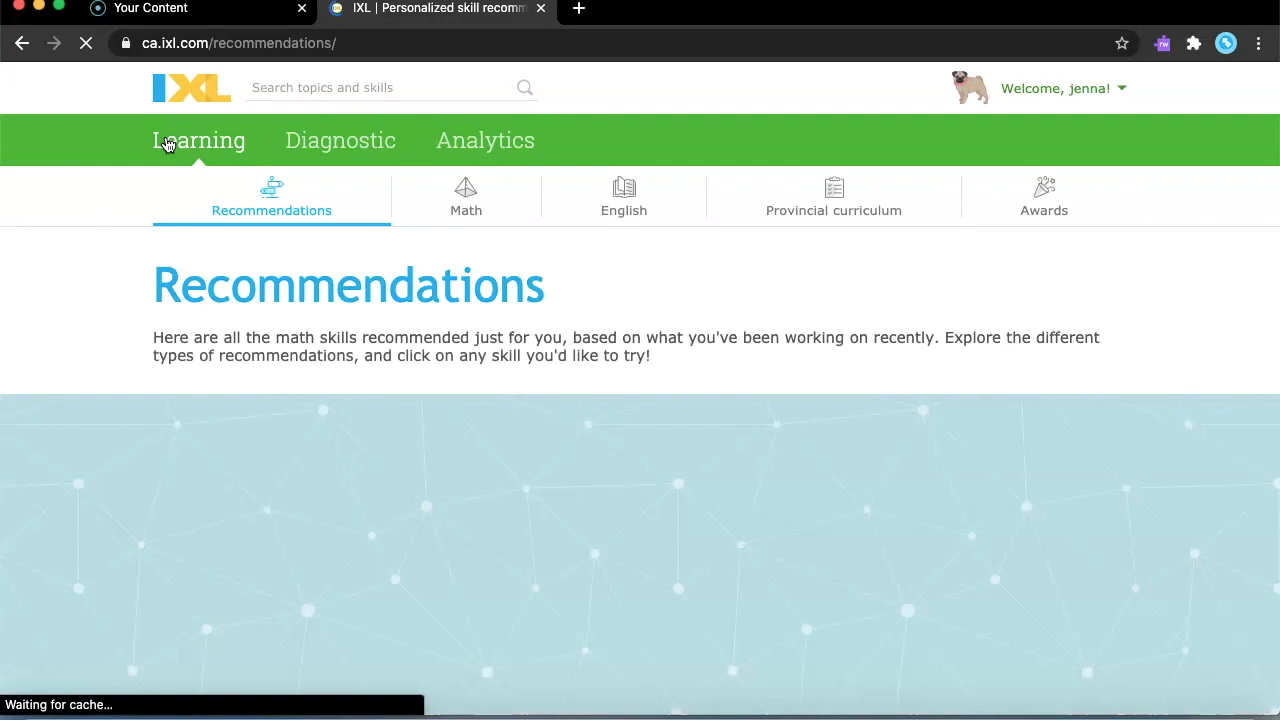 Your Content
IXL | Personalized skill recomm
ca.ixl.com/recommendations/
IXL
Search topics and skills
Welcome, jenna!
Learning
Diagnostic
Analytics
Recommendations
Math
English
Provincial curriculum
Awards
Recommendations
Here are all the math skills recommended just for you, based on what you've been working on recently. Explore the different
types of recommendations, and click on any skill you'd like to try!
Waiting for cache...